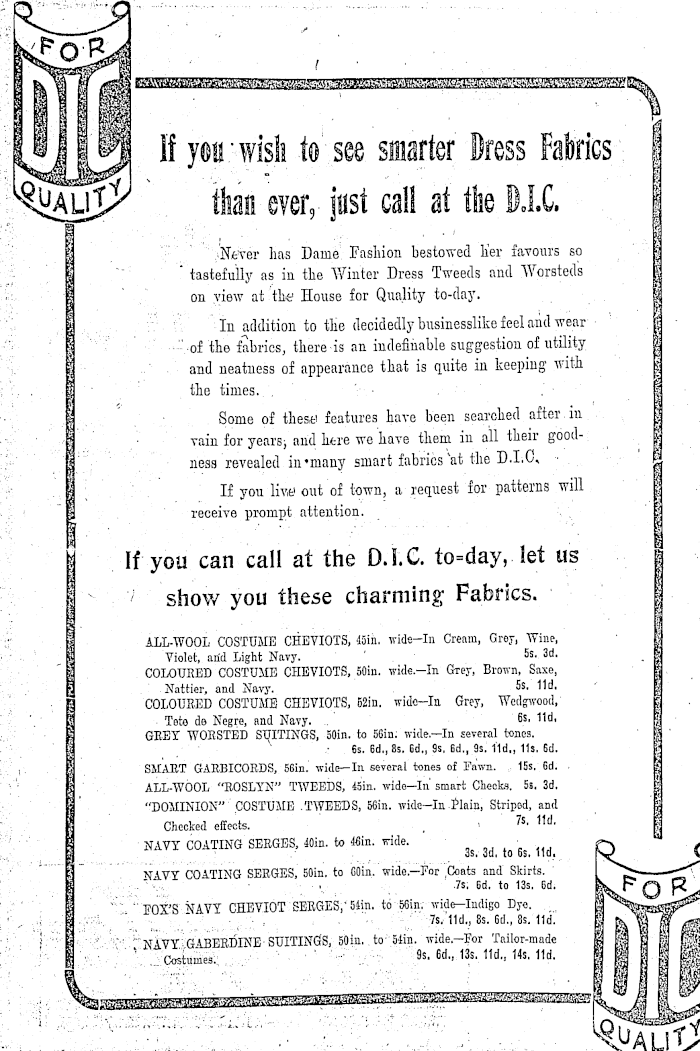 FOR
DIC
QUALITY
If you wish to see smarter Dress Fabrics
than ever, just call at the D.I.C.
Never has Dame Fashion bestowed her favours so
tastefully as in the Winter Dress Tweeds and Worsteds
on view at the House for Quality to-day.
In addition to the decidedly businesslike feel and wear
of the fabrics, there is an indefinable suggestion of utility
and neatness of appearance that is quite in keeping with
the times.
Some of these features have been searched after in
vain for years, and here we have them in all their good-
ness revealed in many smart fabrics at the D.I.C.
If you live out of town, a request for patterns will
receive prompt attention.
If you can call at the D.I.C. to=day, let us
show you these charming Fabrics.
ALL-WOOL COSTUME CHEVIOTS, 45in. wide—In Cream, Grey, Wine,
Violet, and Light Navy. 5s. 3d.
COLOURED COSTUME CHEVIOTS, 50in. wide.—In Grey, Brown, Saxe,
Nattier, and Navy. 5s. 11d.
COLOURED COSTUME CHEVIOTS, 52in. wide—In Grey, Wedgwood,
Tete de Negre, and Navy. 6s. 11d.
GREY WORSTED SUITINGS, 50in. to 56in. wide.—In several tones.
6s. 6d., 8s. 6d., 9s. 6d., 9s. 11d., 11s. 6d.
SMART GARBICORDS, 56in. wide—In several tones of Fawn. 15s. 6d.
ALL-WOOL "ROSLYN" TWEEDS, 45in. wide—In smart Checks. 5s. 3d.
"DOMINION" COSTUME TWEEDS, 56in. wide—In Plain, Striped, and
Checked effects. 7s. 11d.
NAVY COATING SERGES, 40in. to 46in. wide.
3s. 3d. to 6s. 11d.
NAVY COATING SERGES, 50in. to 60in. wide.—For Coats and Skirts.
7s. 6d. to 13s. 6d.
FOX'S NAVY CHEVIOT SERGES, 54in. to 56in. wide—Indigo Dye.
7s. 11d., 8s. 6d., 8s. 11d.
NAVY GABERDINE SUITINGS, 50in. to 54in. wide.—For Tailor-made
Costumes. 9s. 6d., 13s. 11d., 14s. 11d.
FOR
DIC
QUALITY